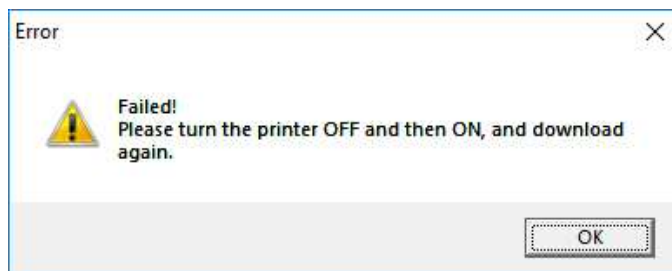 Error
Failed!
Please turn the printer OFF and then ON, and download
again.
OK